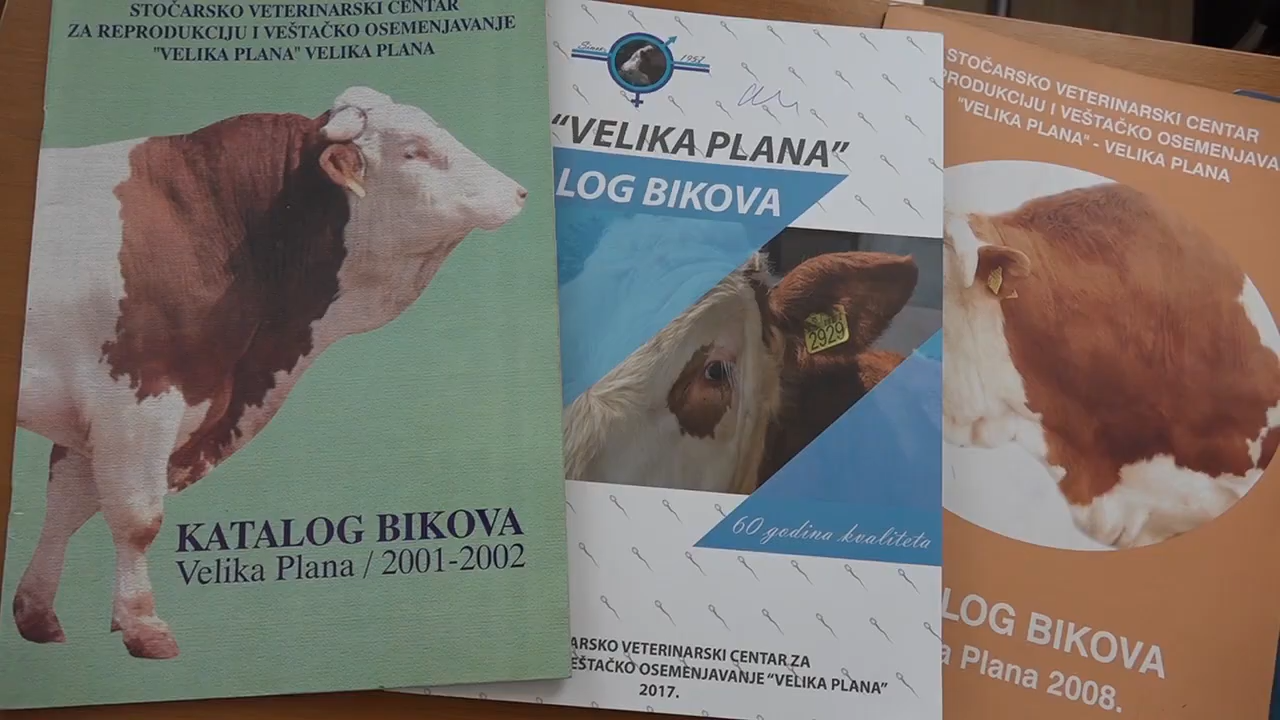 STOČARSKO VETERINARSKI CENTAR
ZA REPRODUKCIJU I VEŠTAČKO OSEMENJAVANJE
"VELIKA PLANA" VELIKA PLANA
KATALOG BIKOVA
Velika Plana / 2001-2002
Since 1957
“VELIKA PLANA”
LOG BIKOVA
2929
60 godina kvaliteta
ARSKO VETERINARSKI CENTAR ZA
EŠTAČKO OSEMENJAVANJE “VELIKA PLANA”
2017.
STOČARSKO VETERINARSKI CENTAR
PRODUKCIJU I VEŠTAČKO OSEMENJAVA
"VELIKA PLANA" - VELIKA PLANA
LOG BIKOVA
a Plana 2008.